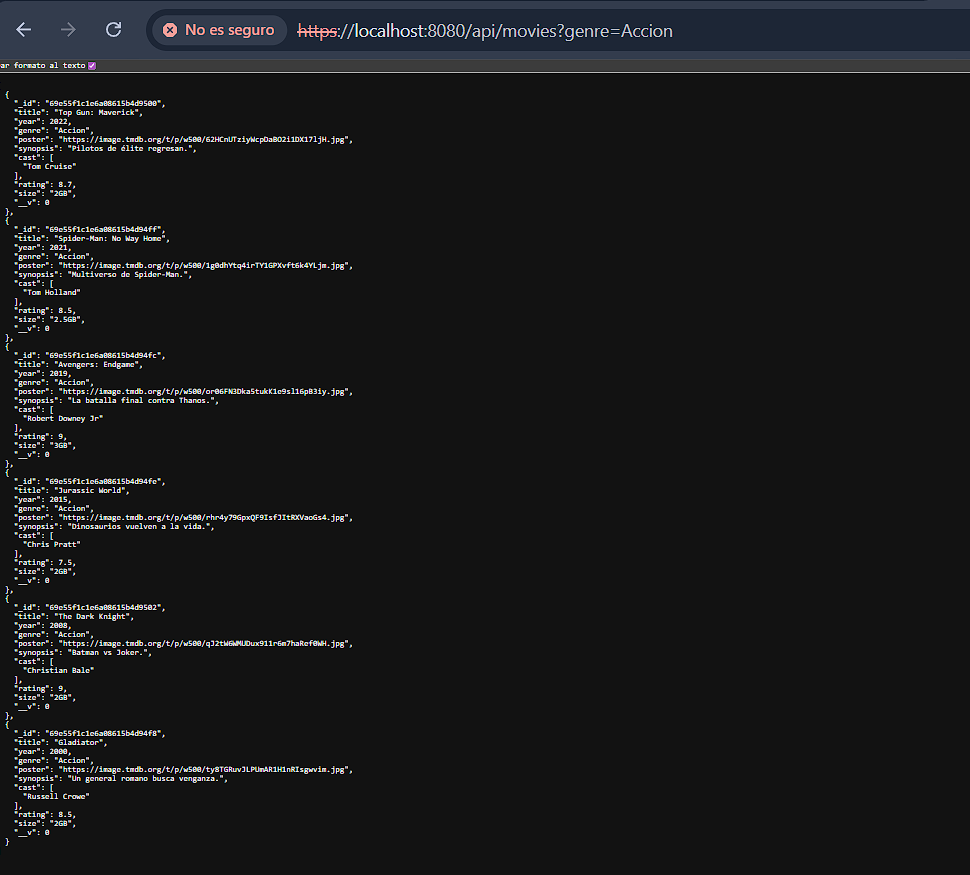 No es seguro https://localhost:8080/api/movies?genre=Accion
ar formato al texto
{
"_id": "69e55f1c1e6a08615b4d9500",
"title": "Top Gun: Maverick",
"year": 2022,
"genre": "Accion",
"poster": "https://image.tmdb.org/t/p/w500/62HCnUTziyWcpDaBO2i1DX17ljH.jpg",
"synopsis": "Pilotos de élite regresan.",
"cast": [
"Tom Cruise"
],
"rating": 8.7,
"size": "2GB",
"__v": 0
},
{
"_id": "69e55f1c1e6a08615b4d94ff",
"title": "Spider-Man: No Way Home",
"year": 2021,
"genre": "Accion",
"poster": "https://image.tmdb.org/t/p/w500/1g0dhYtq4irTY1GPXvft6k4YLjm.jpg",
"synopsis": "Multiverso de Spider-Man.",
"cast": [
"Tom Holland"
],
"rating": 8.5,
"size": "2.5GB",
"__v": 0
},
{
"_id": "69e55f1c1e6a08615b4d94fc",
"title": "Avengers: Endgame",
"year": 2019,
"genre": "Accion",
"poster": "https://image.tmdb.org/t/p/w500/or06FN3Dka5tukK1e9sl16pB3iy.jpg",
"synopsis": "La batalla final contra Thanos.",
"cast": [
"Robert Downey Jr"
],
"rating": 9,
"size": "3GB",
"__v": 0
},
{
"_id": "69e55f1c1e6a08615b4d94fe",
"title": "Jurassic World",
"year": 2015,
"genre": "Accion",
"poster": "https://image.tmdb.org/t/p/w500/rhr4y79GpxQF9IsfJItRXVaoGs4.jpg",
"synopsis": "Dinosaurios vuelven a la vida.",
"cast": [
"Chris Pratt"
],
"rating": 7.5,
"size": "2GB",
"__v": 0
},
{
"_id": "69e55f1c1e6a08615b4d9502",
"title": "The Dark Knight",
"year": 2008,
"genre": "Accion",
"poster": "https://image.tmdb.org/t/p/w500/qJ2tW6WMUDux911r6m7haRef0WH.jpg",
"synopsis": "Batman vs Joker.",
"cast": [
"Christian Bale"
],
"rating": 9,
"size": "2GB",
"__v": 0
},
{
"_id": "69e55f1c1e6a08615b4d94f8",
"title": "Gladiator",
"year": 2000,
"genre": "Accion",
"poster": "https://image.tmdb.org/t/p/w500/ty8TGRuvJLPUmAR1H1nRIsgwvim.jpg",
"synopsis": "Un general romano busca venganza.",
"cast": [
"Russell Crowe"
],
"rating": 8.5,
"size": "2GB",
"__v": 0
}